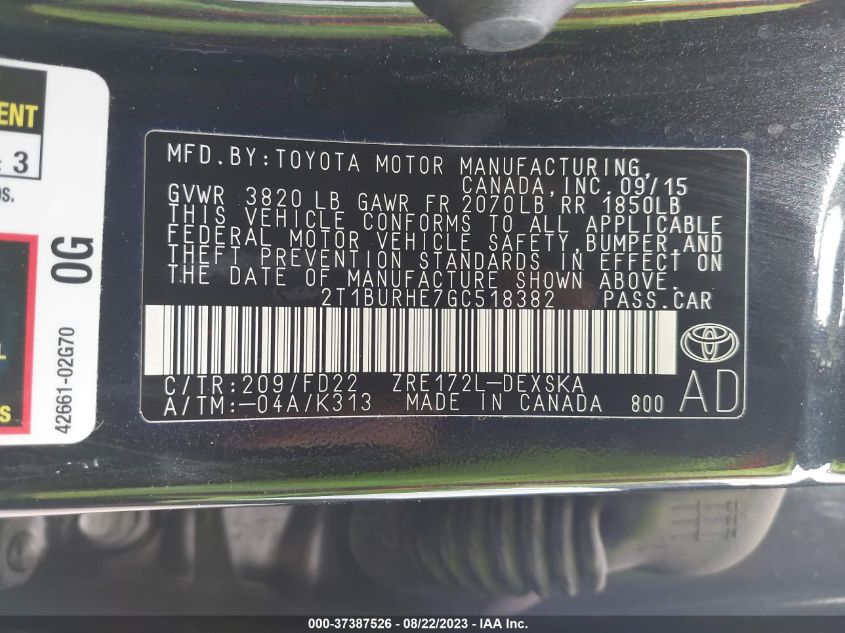 ENT
: 3
OS.
L
s
0G
42661-02G70
MFD.BY:TOYOTA MOTOR MANUFACTURING,
CANADA,INC.09/15
GVWR 3820 LB GAWR FR 2070LB RR 1850LB
THIS VEHICLE CONFORMS TO ALL APPLICABLE
FEDERAL MOTOR VEHICLE SAFETY,BUMPER,AND
THEFT PREVENTION STANDARDS IN EFFECT ON
THE DATE OF MANUFACTURE SHOWN ABOVE.
2T1BURHE7GC518382 PASS.CAR
C/TR:209/FD22 ZRE172L-DEXSKA
A/TM:-04A/K313 MADE IN CANADA 800
AD
000-37387526 - 08/22/2023 - IAA Inc.